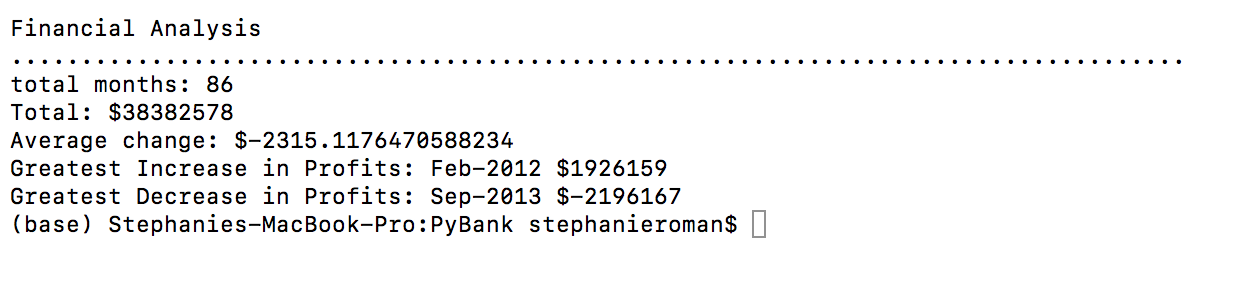 Financial Analysis
....................................................................................
total months: 86
Total: $38382578
Average change: $-2315.1176470588234
Greatest Increase in Profits: Feb-2012 $1926159
Greatest Decrease in Profits: Sep-2013 $-2196167
(base) Stephanies-MacBook-Pro:PyBank stephanieroman$